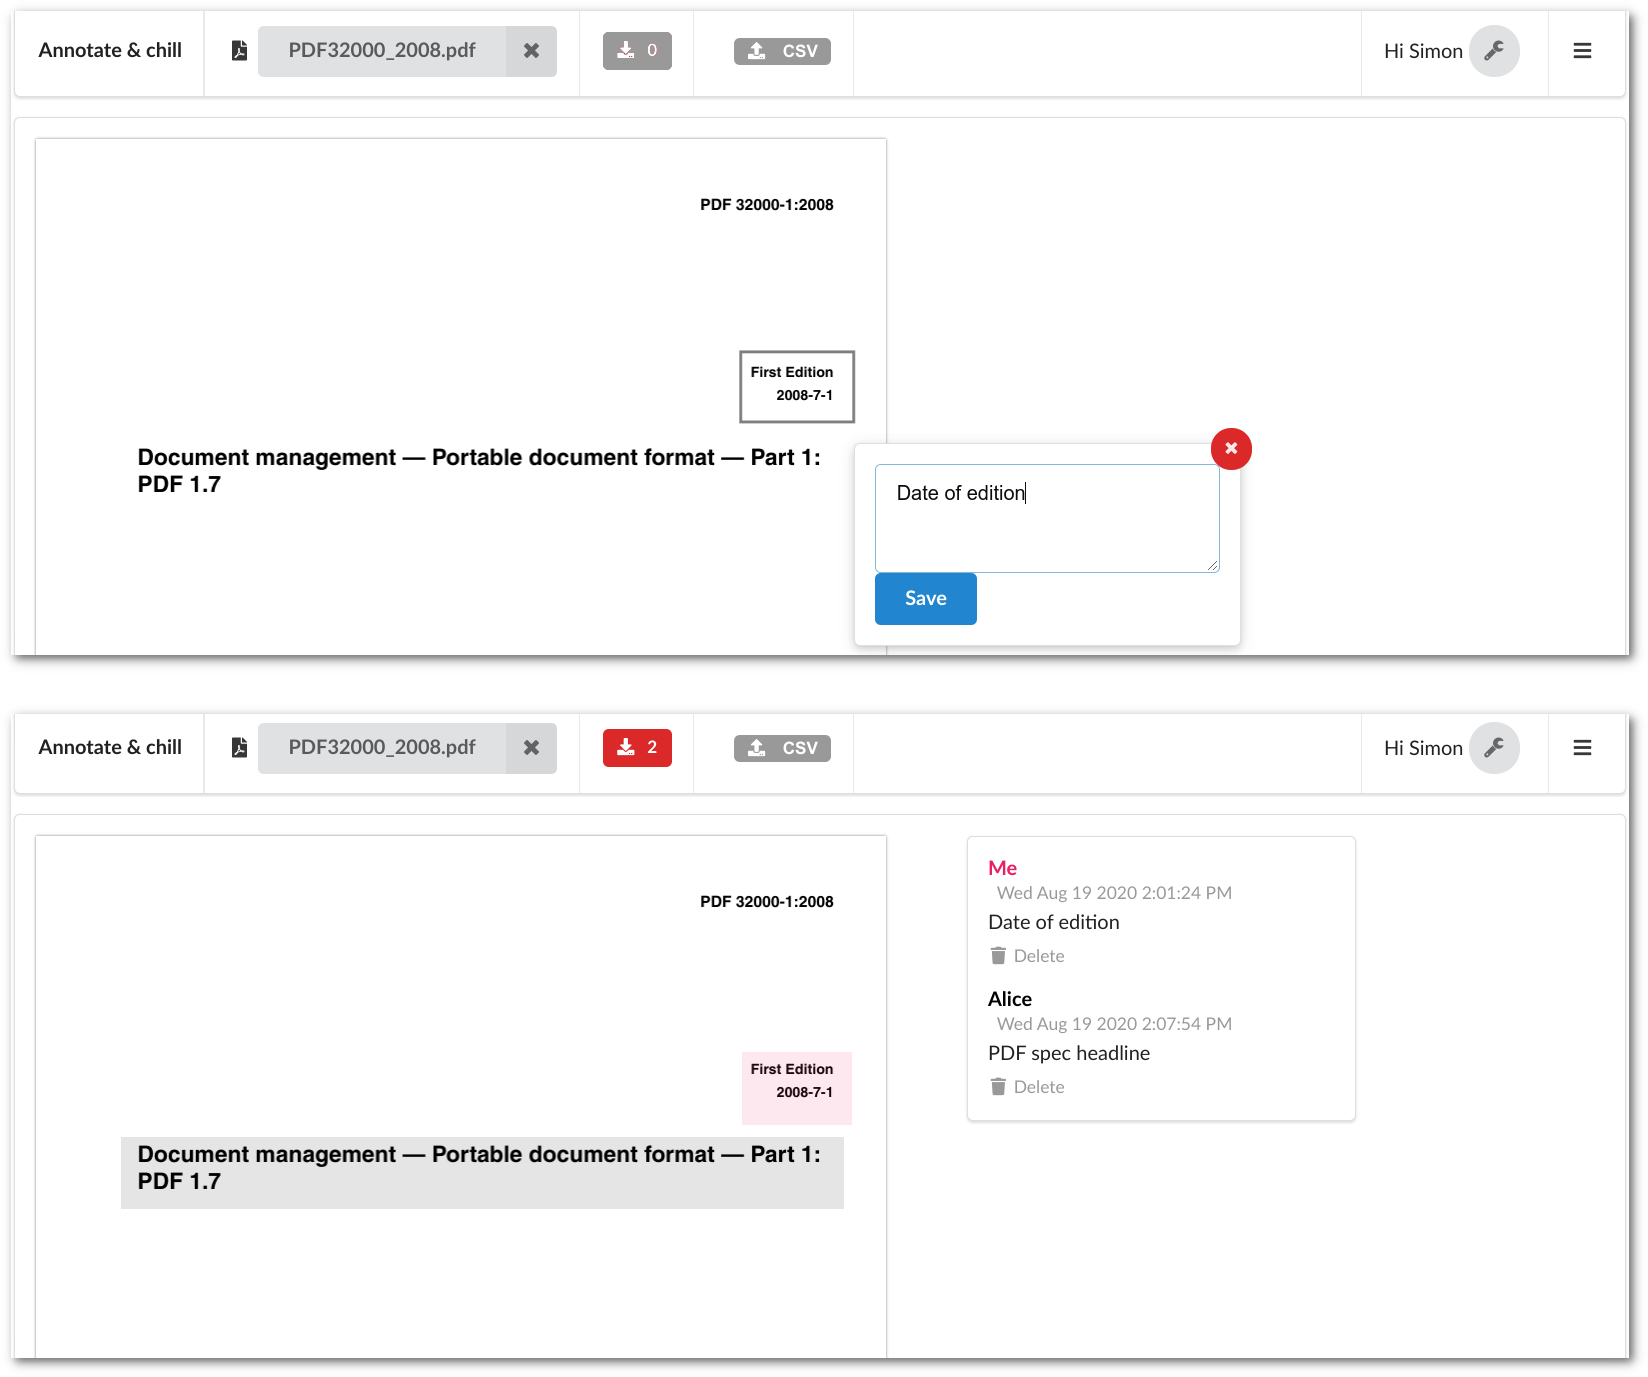 Annotate & chill
PDF32000_2008.pdf
0
CSV
Hi Simon
PDF 32000-1:2008
First Edition
2008-7-1
Document management — Portable document format — Part 1:
PDF 1.7
Date of edition
Save
Annotate & chill
PDF32000_2008.pdf
2
CSV
Hi Simon
PDF 32000-1:2008
First Edition
2008-7-1
Document management — Portable document format — Part 1:
PDF 1.7
Me
Wed Aug 19 2020 2:01:24 PM
Date of edition
Delete
Alice
Wed Aug 19 2020 2:07:54 PM
PDF spec headline
Delete